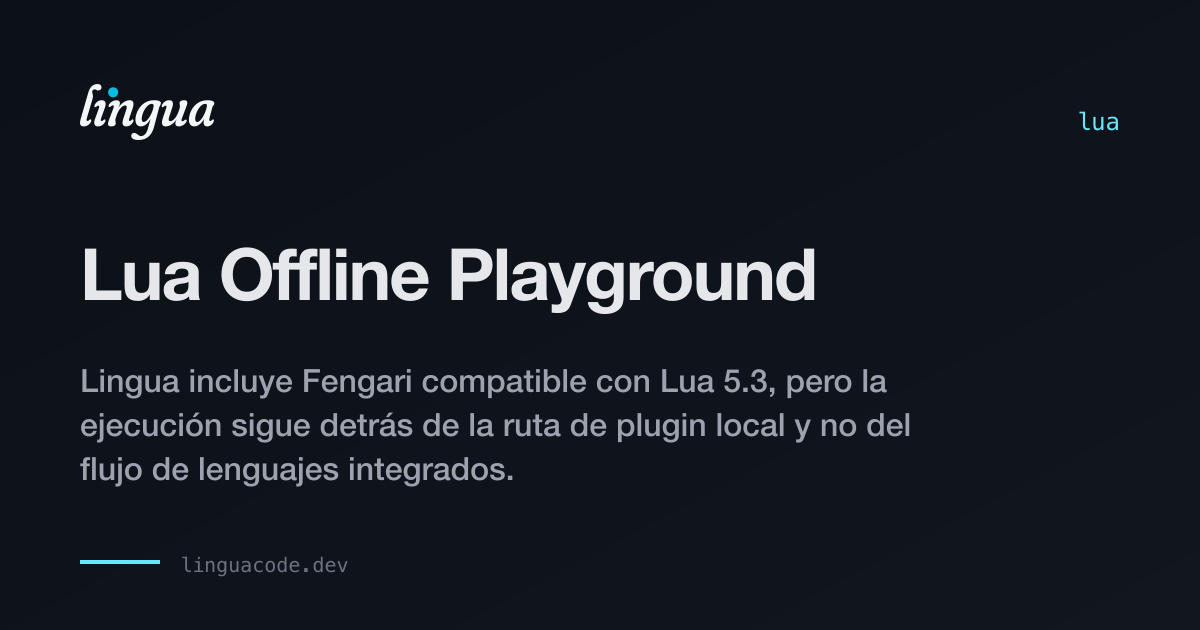 lingua
lua
Lua Offline Playground
Lingua incluye Fengari compatible con Lua 5.3, pero la
ejecución sigue detrás de la ruta de plugin local y no del
flujo de lenguajes integrados.
linguacode.dev